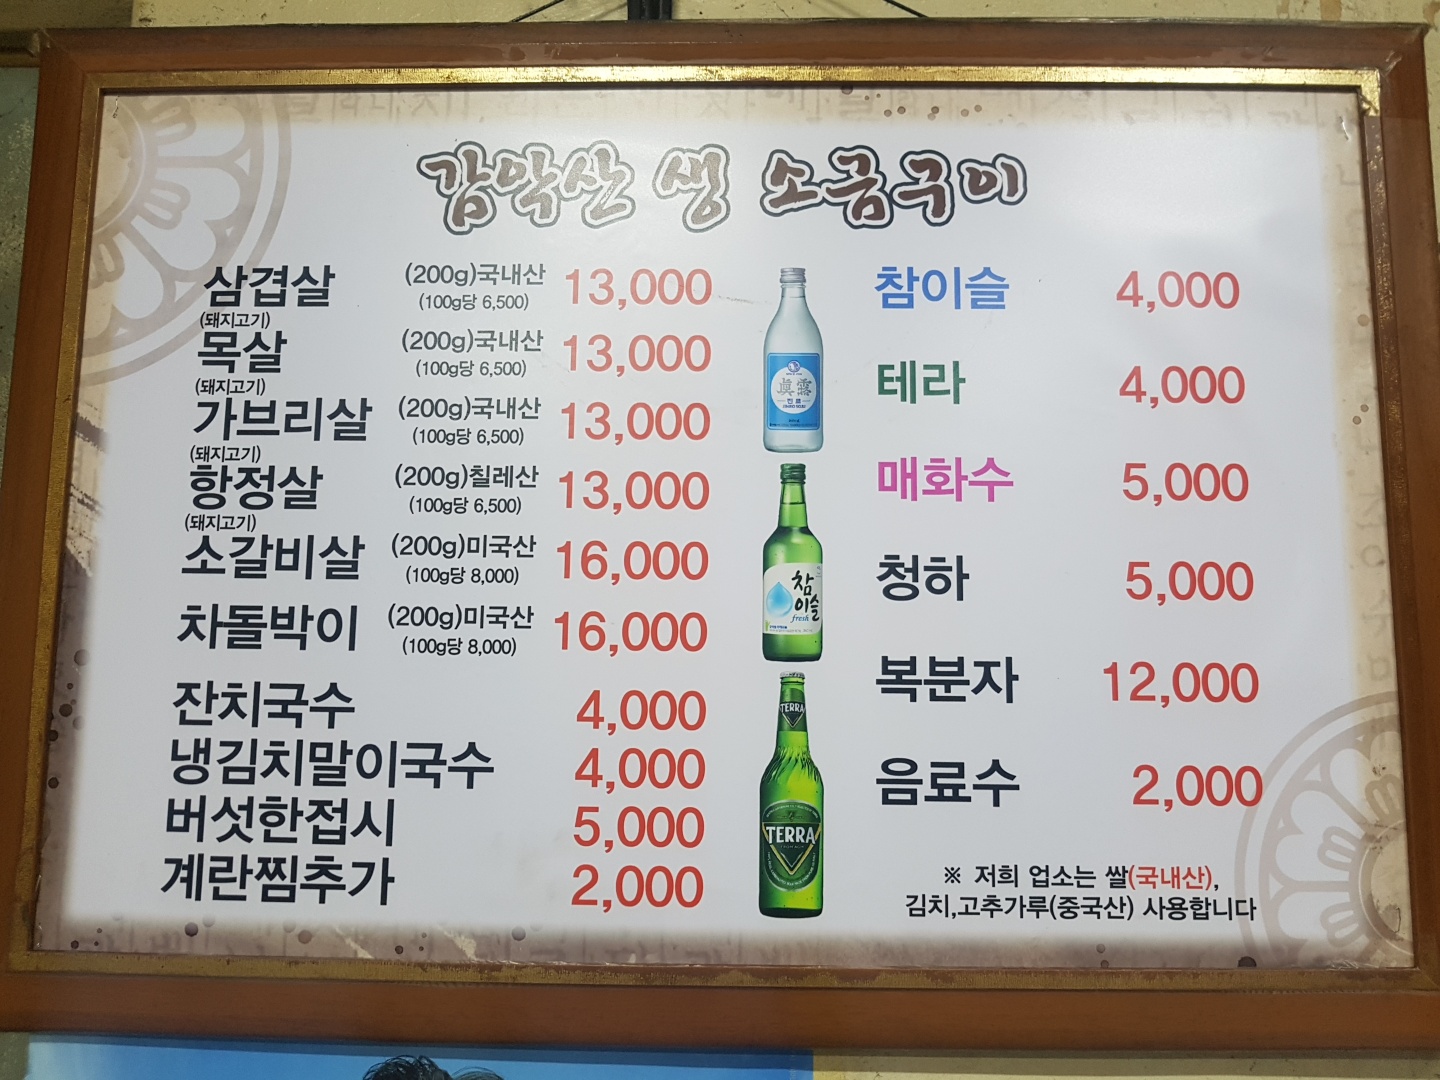 감악산 생 소금구이
삼겹살 (200g)국내산 13,000
(돼지고기) (100g당 6,500)
목살 (200g)국내산 13,000
(돼지고기) (100g당 6,500)
가브리살 (200g)국내산 13,000
(돼지고기) (100g당 6,500)
항정살 (200g)칠레산 13,000
(돼지고기) (100g당 6,500)
소갈비살 (200g)미국산 16,000
(100g당 8,000)
차돌박이 (200g)미국산 16,000
(100g당 8,000)
잔치국수 4,000
냉김치말이국수 4,000
버섯한접시 5,000
계란찜추가 2,000
眞露
진로
참이슬
fresh
TERRA
TERRA
참이슬 4,000
테라 4,000
매화수 5,000
청하 5,000
복분자 12,000
음료수 2,000
※ 저희 업소는 쌀(국내산),
김치,고추가루(중국산) 사용합니다